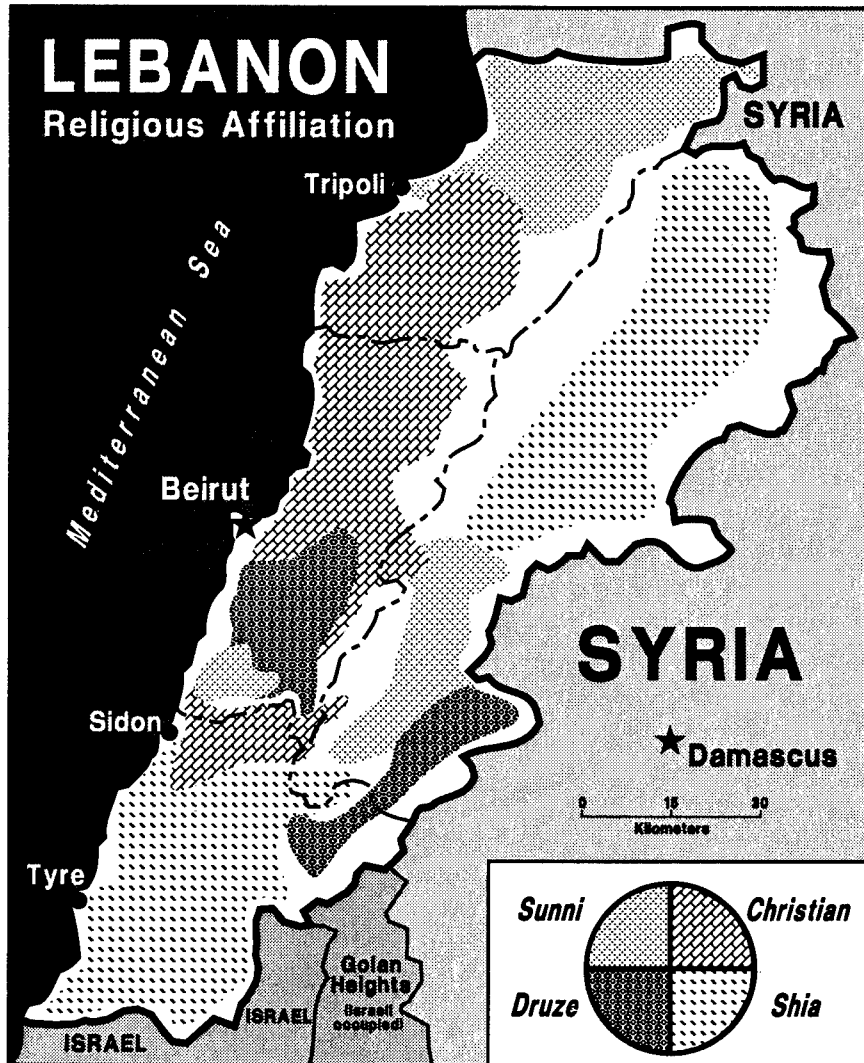 LEBANON
Religious Affiliation
SYRIA
Tripoli
Mediterranean Sea
Beirut
SYRIA
Sidon
Damascus
0 15 30
Kilometers
Tyre
Sunni
Christian
Golan
Heights
(Israeli
occupied)
Druze
Shia
ISRAEL
ISRAEL